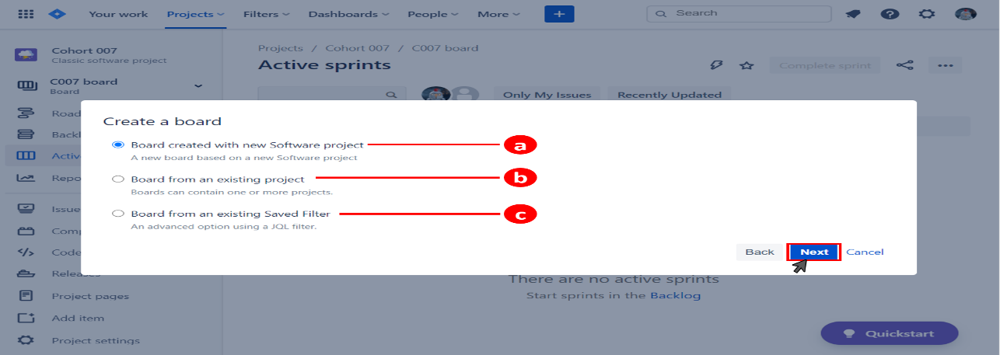 Your work Projects Filters Dashboards People More + Search ?
Cohort 007
Classic software project
C007 board
Board
Road
Backl
Activ
Repo
Issue
Comp
Code
Releases
Project pages
Add item
Project settings
Projects / Cohort 007 / C007 board
Active sprints
Complete sprint
Only My Issues Recently Updated
Create a board
Board created with new Software project a
A new board based on a new Software project
Board from an existing project b
Boards can contain one or more projects.
Board from an existing Saved Filter c
An advanced option using a JQL filter.
Back Next Cancel
There are no active sprints
Start sprints in the Backlog
Quickstart